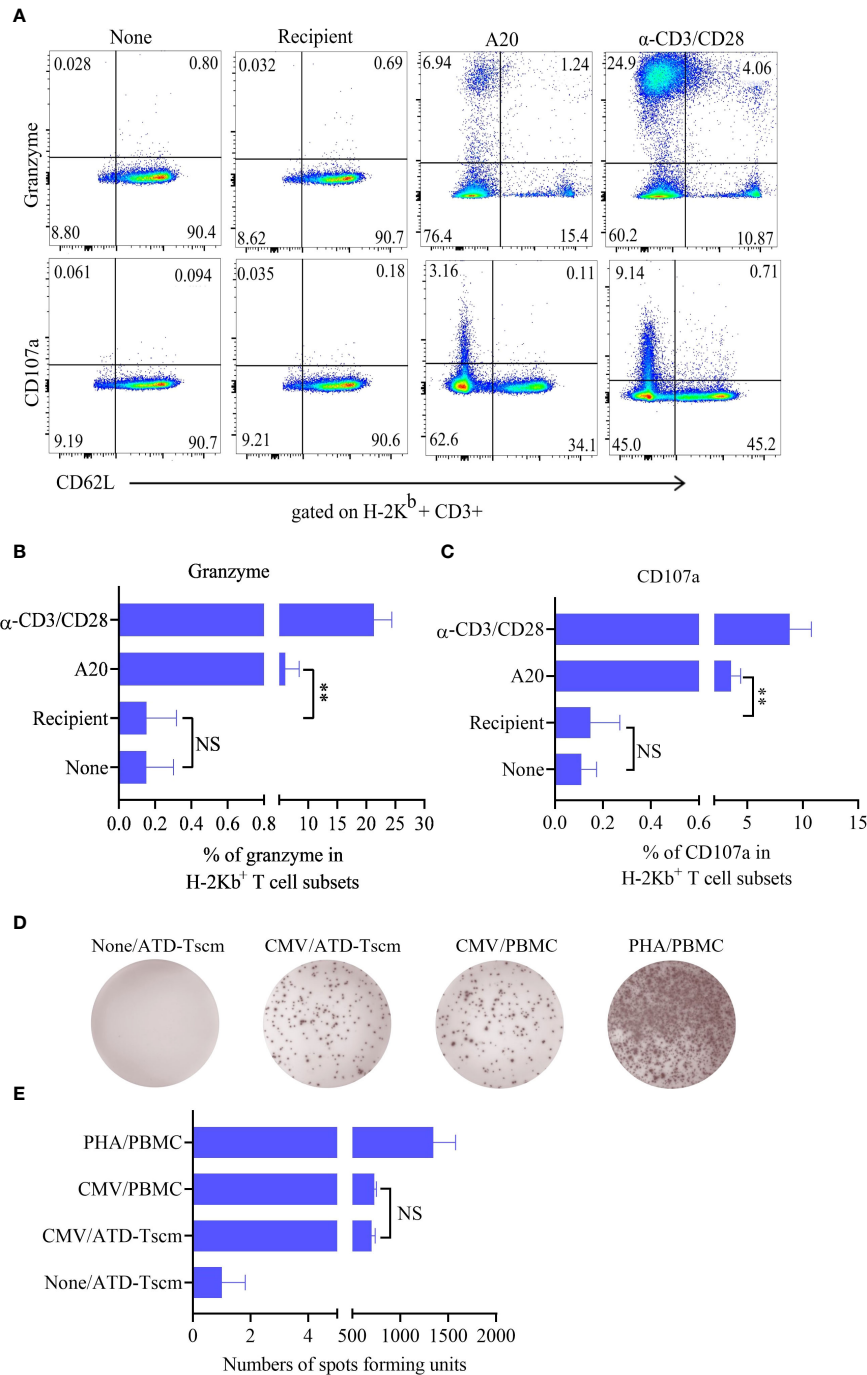 A
None Recipient A20 α-CD3/CD28
0.028 0.80 0.032 0.69 6.94 1.24 24.9 4.06
Granzyme
8.80 90.4 8.62 90.7 76.4 15.4 60.2 10.87
0.061 0.094 0.035 0.18 3.16 0.11 9.14 0.71
CD107a
9.19 90.7 9.21 90.6 62.6 34.1 45.0 45.2
CD62L
gated on H-2Kb+ CD3+
B
Granzyme
α-CD3/CD28
A20
**
Recipient
NS
None
0.0 0.2 0.4 0.6 0.8 10 20 30
% of granzyme in
H-2Kb+ T cell subsets
C
CD107a
α-CD3/CD28
A20
**
Recipient
NS
None
0.0 0.2 0.4 0.6 5 10 15
% of CD107a in
H-2Kb+ T cell subsets
D
None/ATD-Tscm CMV/ATD-Tscm CMV/PBMC PHA/PBMC
E
PHA/PBMC
CMV/PBMC
NS
CMV/ATD-Tscm
None/ATD-Tscm
0 2 4 500 1000 1500 2000
Numbers of spots forming units